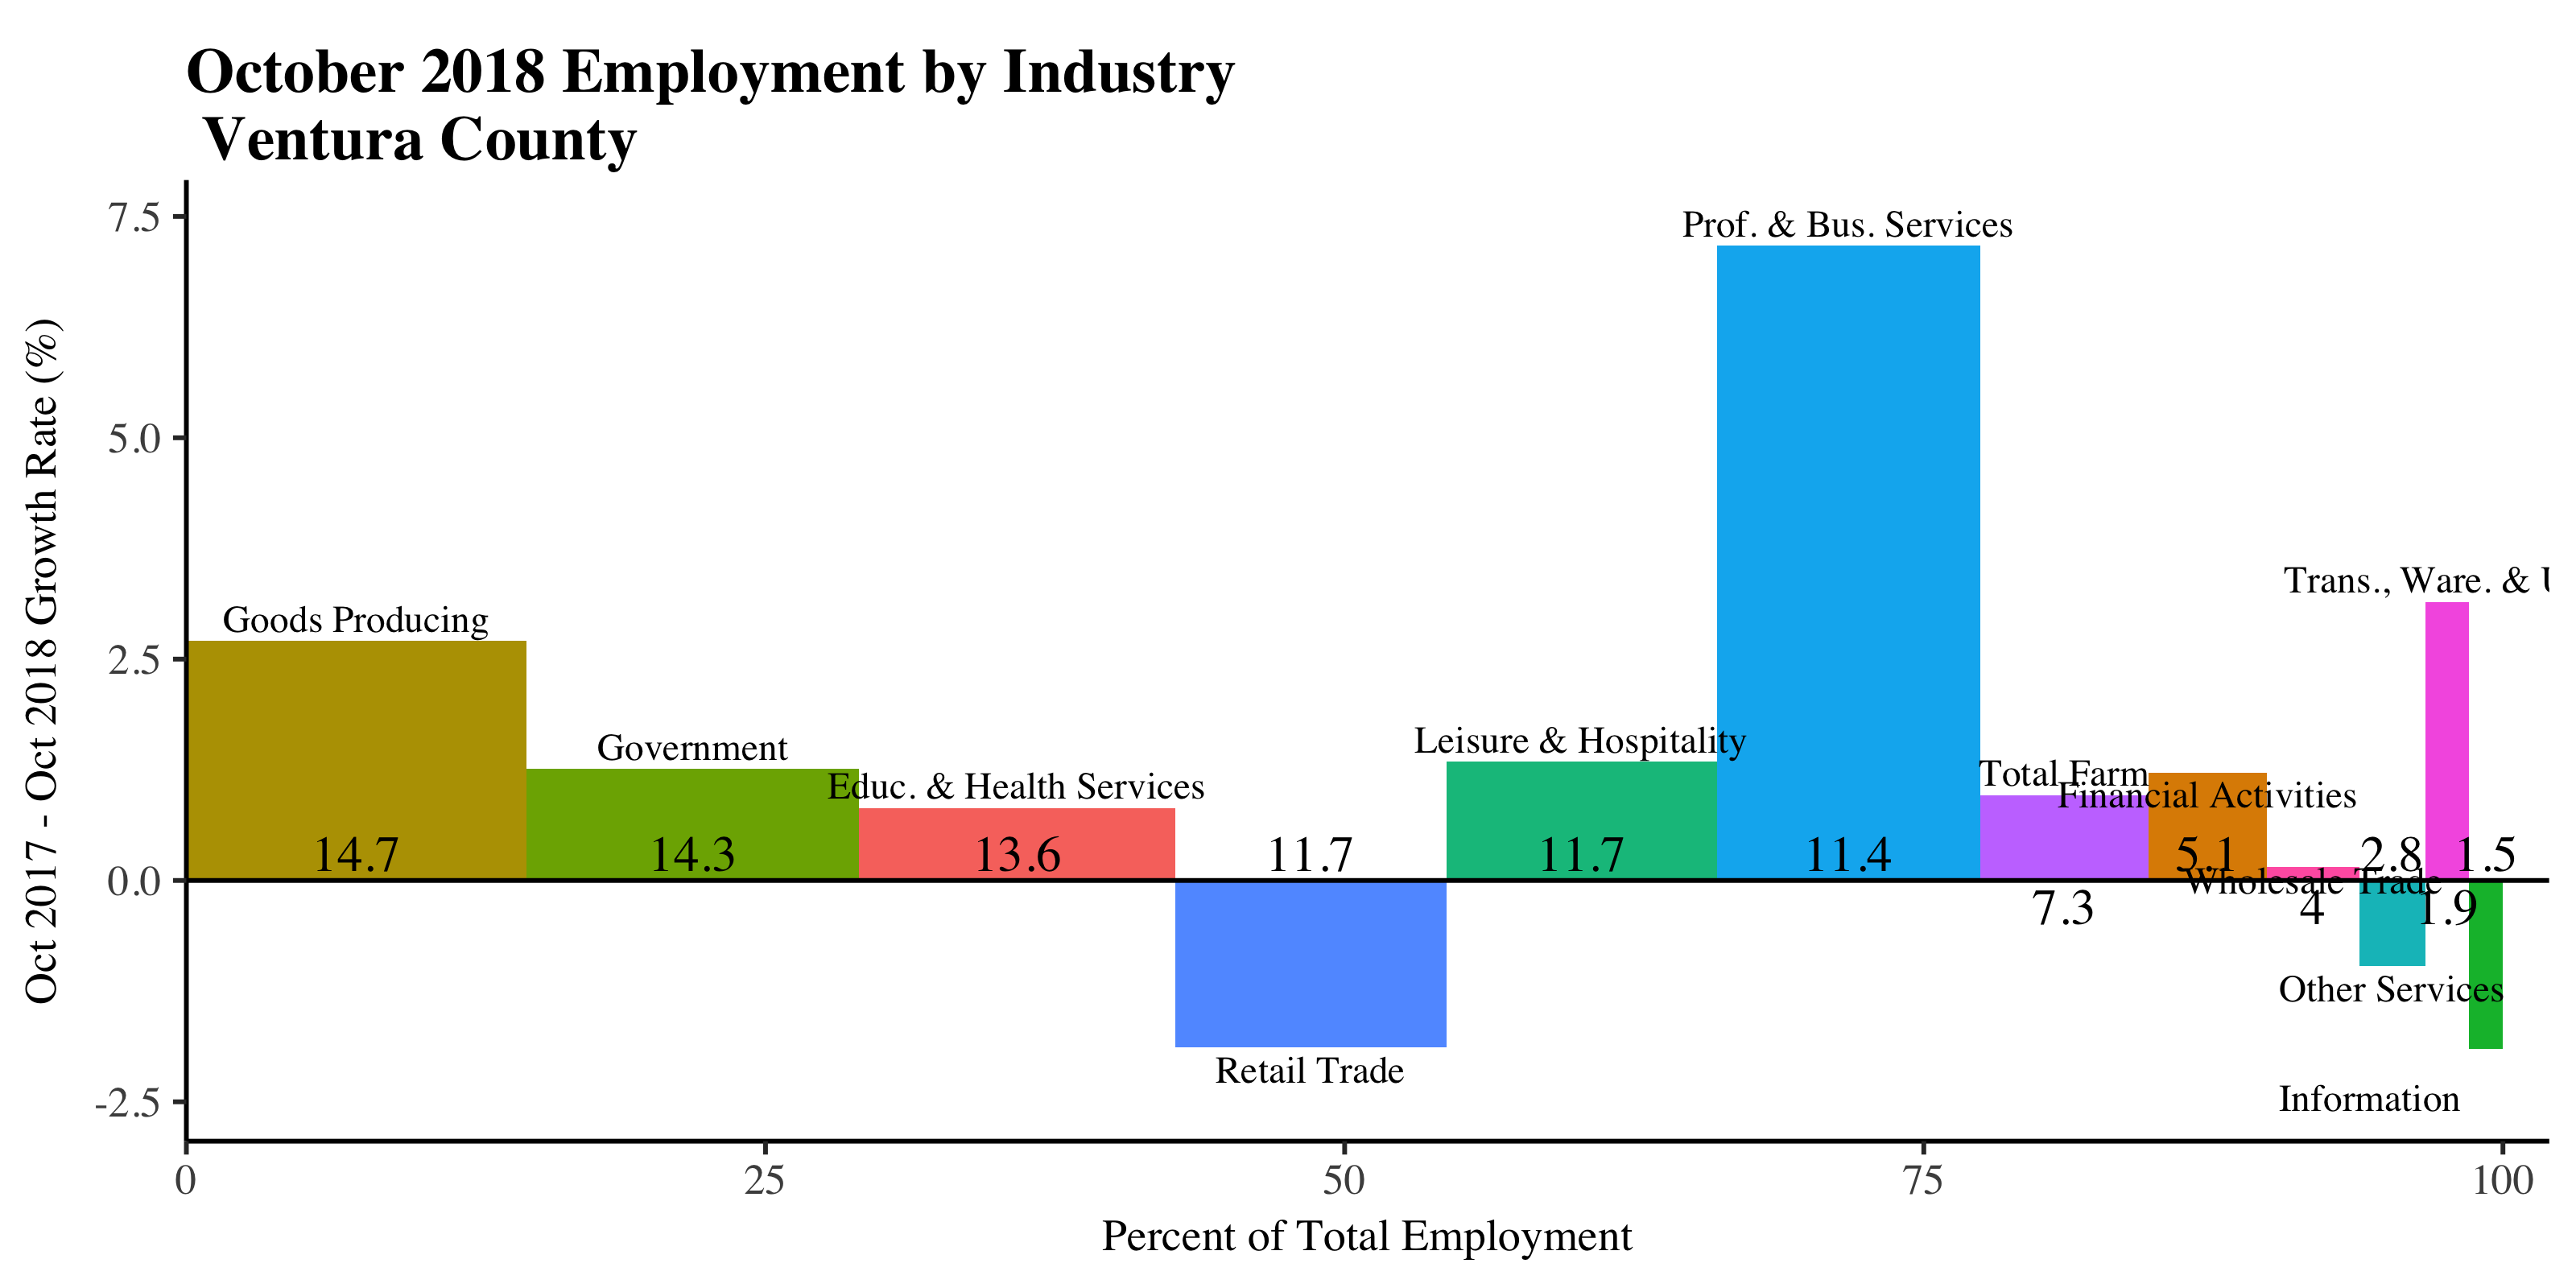 October 2018 Employment by Industry
Ventura County
Oct 2017 - Oct 2018 Growth Rate (%)
7.5
5.0
2.5
0.0
-2.5
Prof. & Bus. Services
Trans., Ware. & U
Goods Producing
Government
Leisure & Hospitality
Educ. & Health Services
Total Farm
Financial Activities
14.7
14.3
13.6
11.7
11.7
11.4
5.1
2.8
1.5
Wholesale Trade
7.3
4
1.9
Other Services
Retail Trade
Information
0
25
50
75
100
Percent of Total Employment